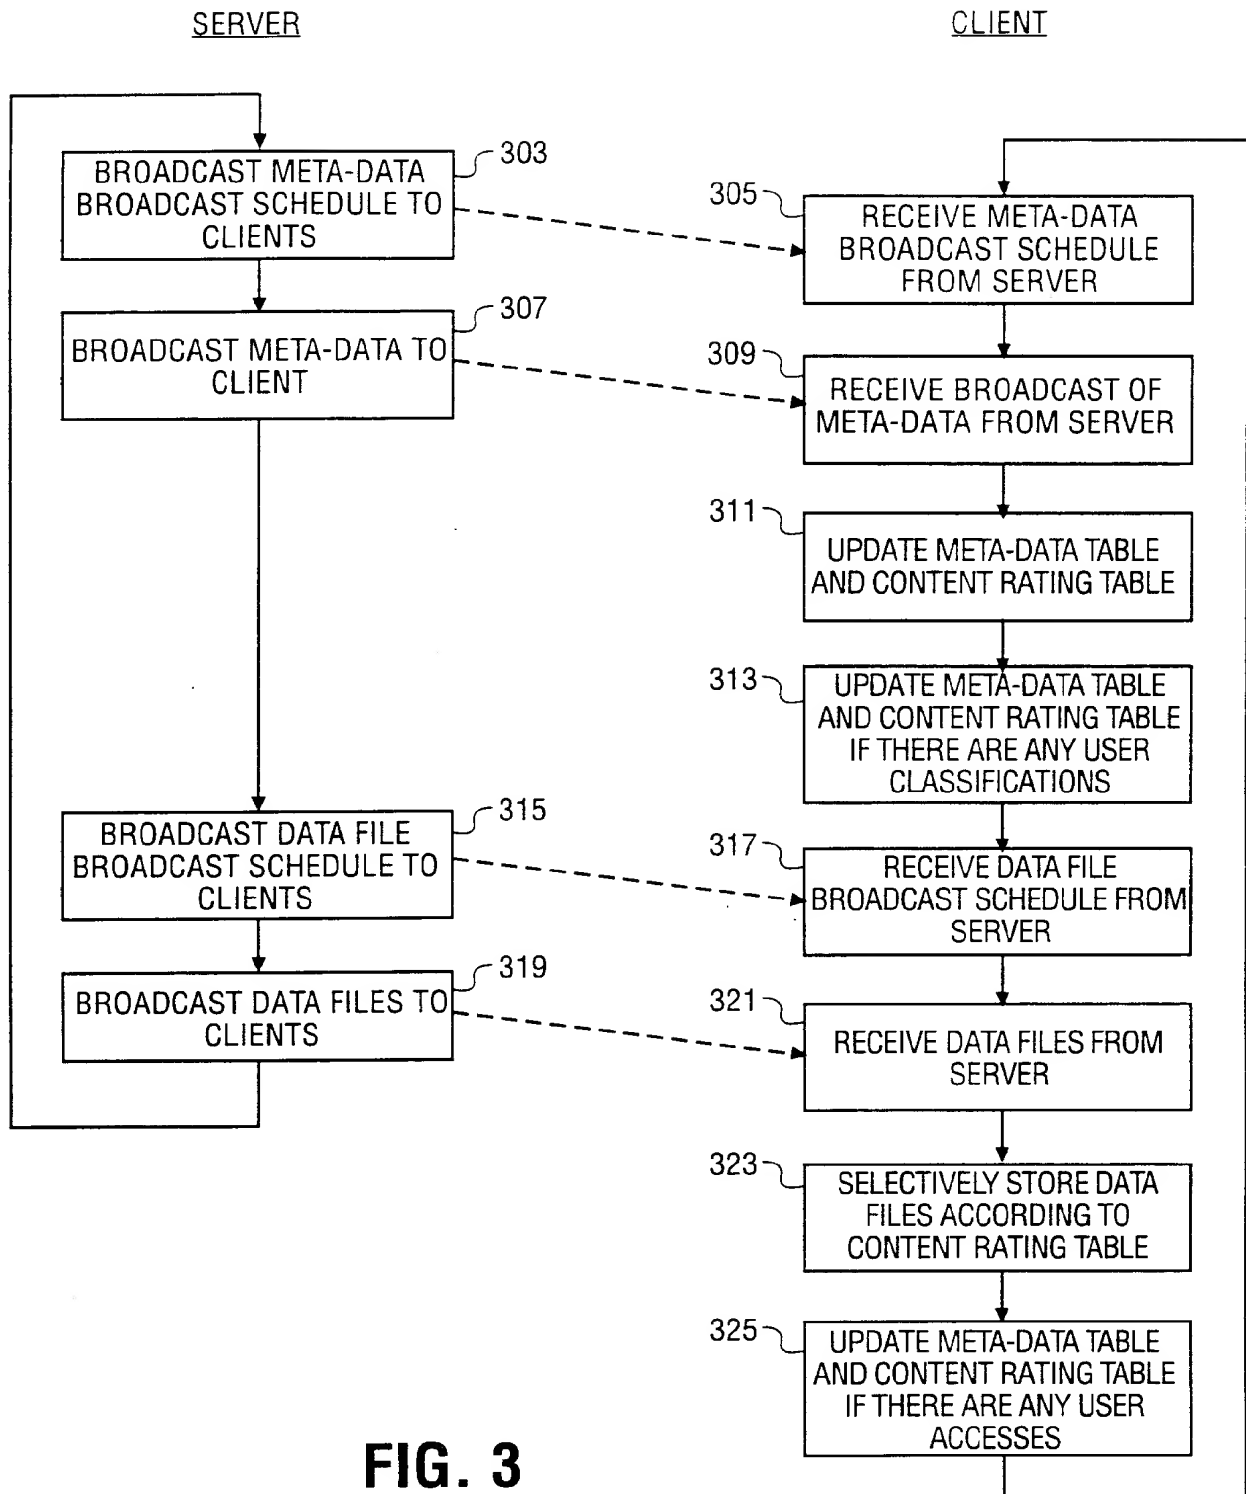 SERVER
CLIENT
303
BROADCAST META-DATA
BROADCAST SCHEDULE TO
CLIENTS
305
RECEIVE META-DATA
BROADCAST SCHEDULE
FROM SERVER
307
BROADCAST META-DATA TO
CLIENT
309
RECEIVE BROADCAST OF
META-DATA FROM SERVER
311
UPDATE META-DATA TABLE
AND CONTENT RATING TABLE
313
UPDATE META-DATA TABLE
AND CONTENT RATING TABLE
IF THERE ARE ANY USER
CLASSIFICATIONS
315
BROADCAST DATA FILE
BROADCAST SCHEDULE TO
CLIENTS
317
RECEIVE DATA FILE
BROADCAST SCHEDULE FROM
SERVER
319
BROADCAST DATA FILES TO
CLIENTS
321
RECEIVE DATA FILES FROM
SERVER
323
SELECTIVELY STORE DATA
FILES ACCORDING TO
CONTENT RATING TABLE
325
UPDATE META-DATA TABLE
AND CONTENT RATING TABLE
IF THERE ARE ANY USER
ACCESSES
FIG. 3